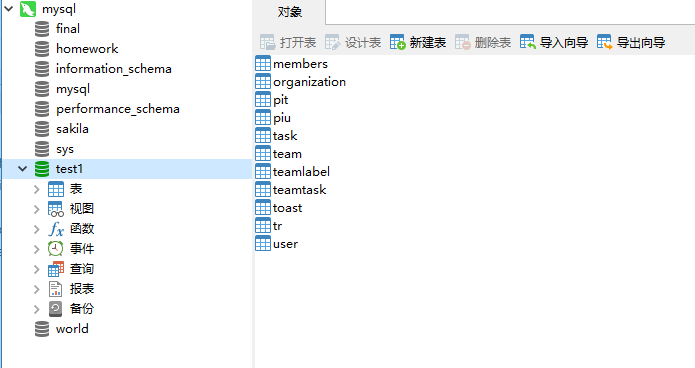 mysql
final
homework
information_schema
mysql
performance_schema
sakila
sys
test1
表
视图
函数
事件
查询
报表
备份
world
对象
打开表 设计表 新建表 删除表 导入向导 导出向导
members
organization
pit
piu
task
team
teamlabel
teamtask
toast
tr
user